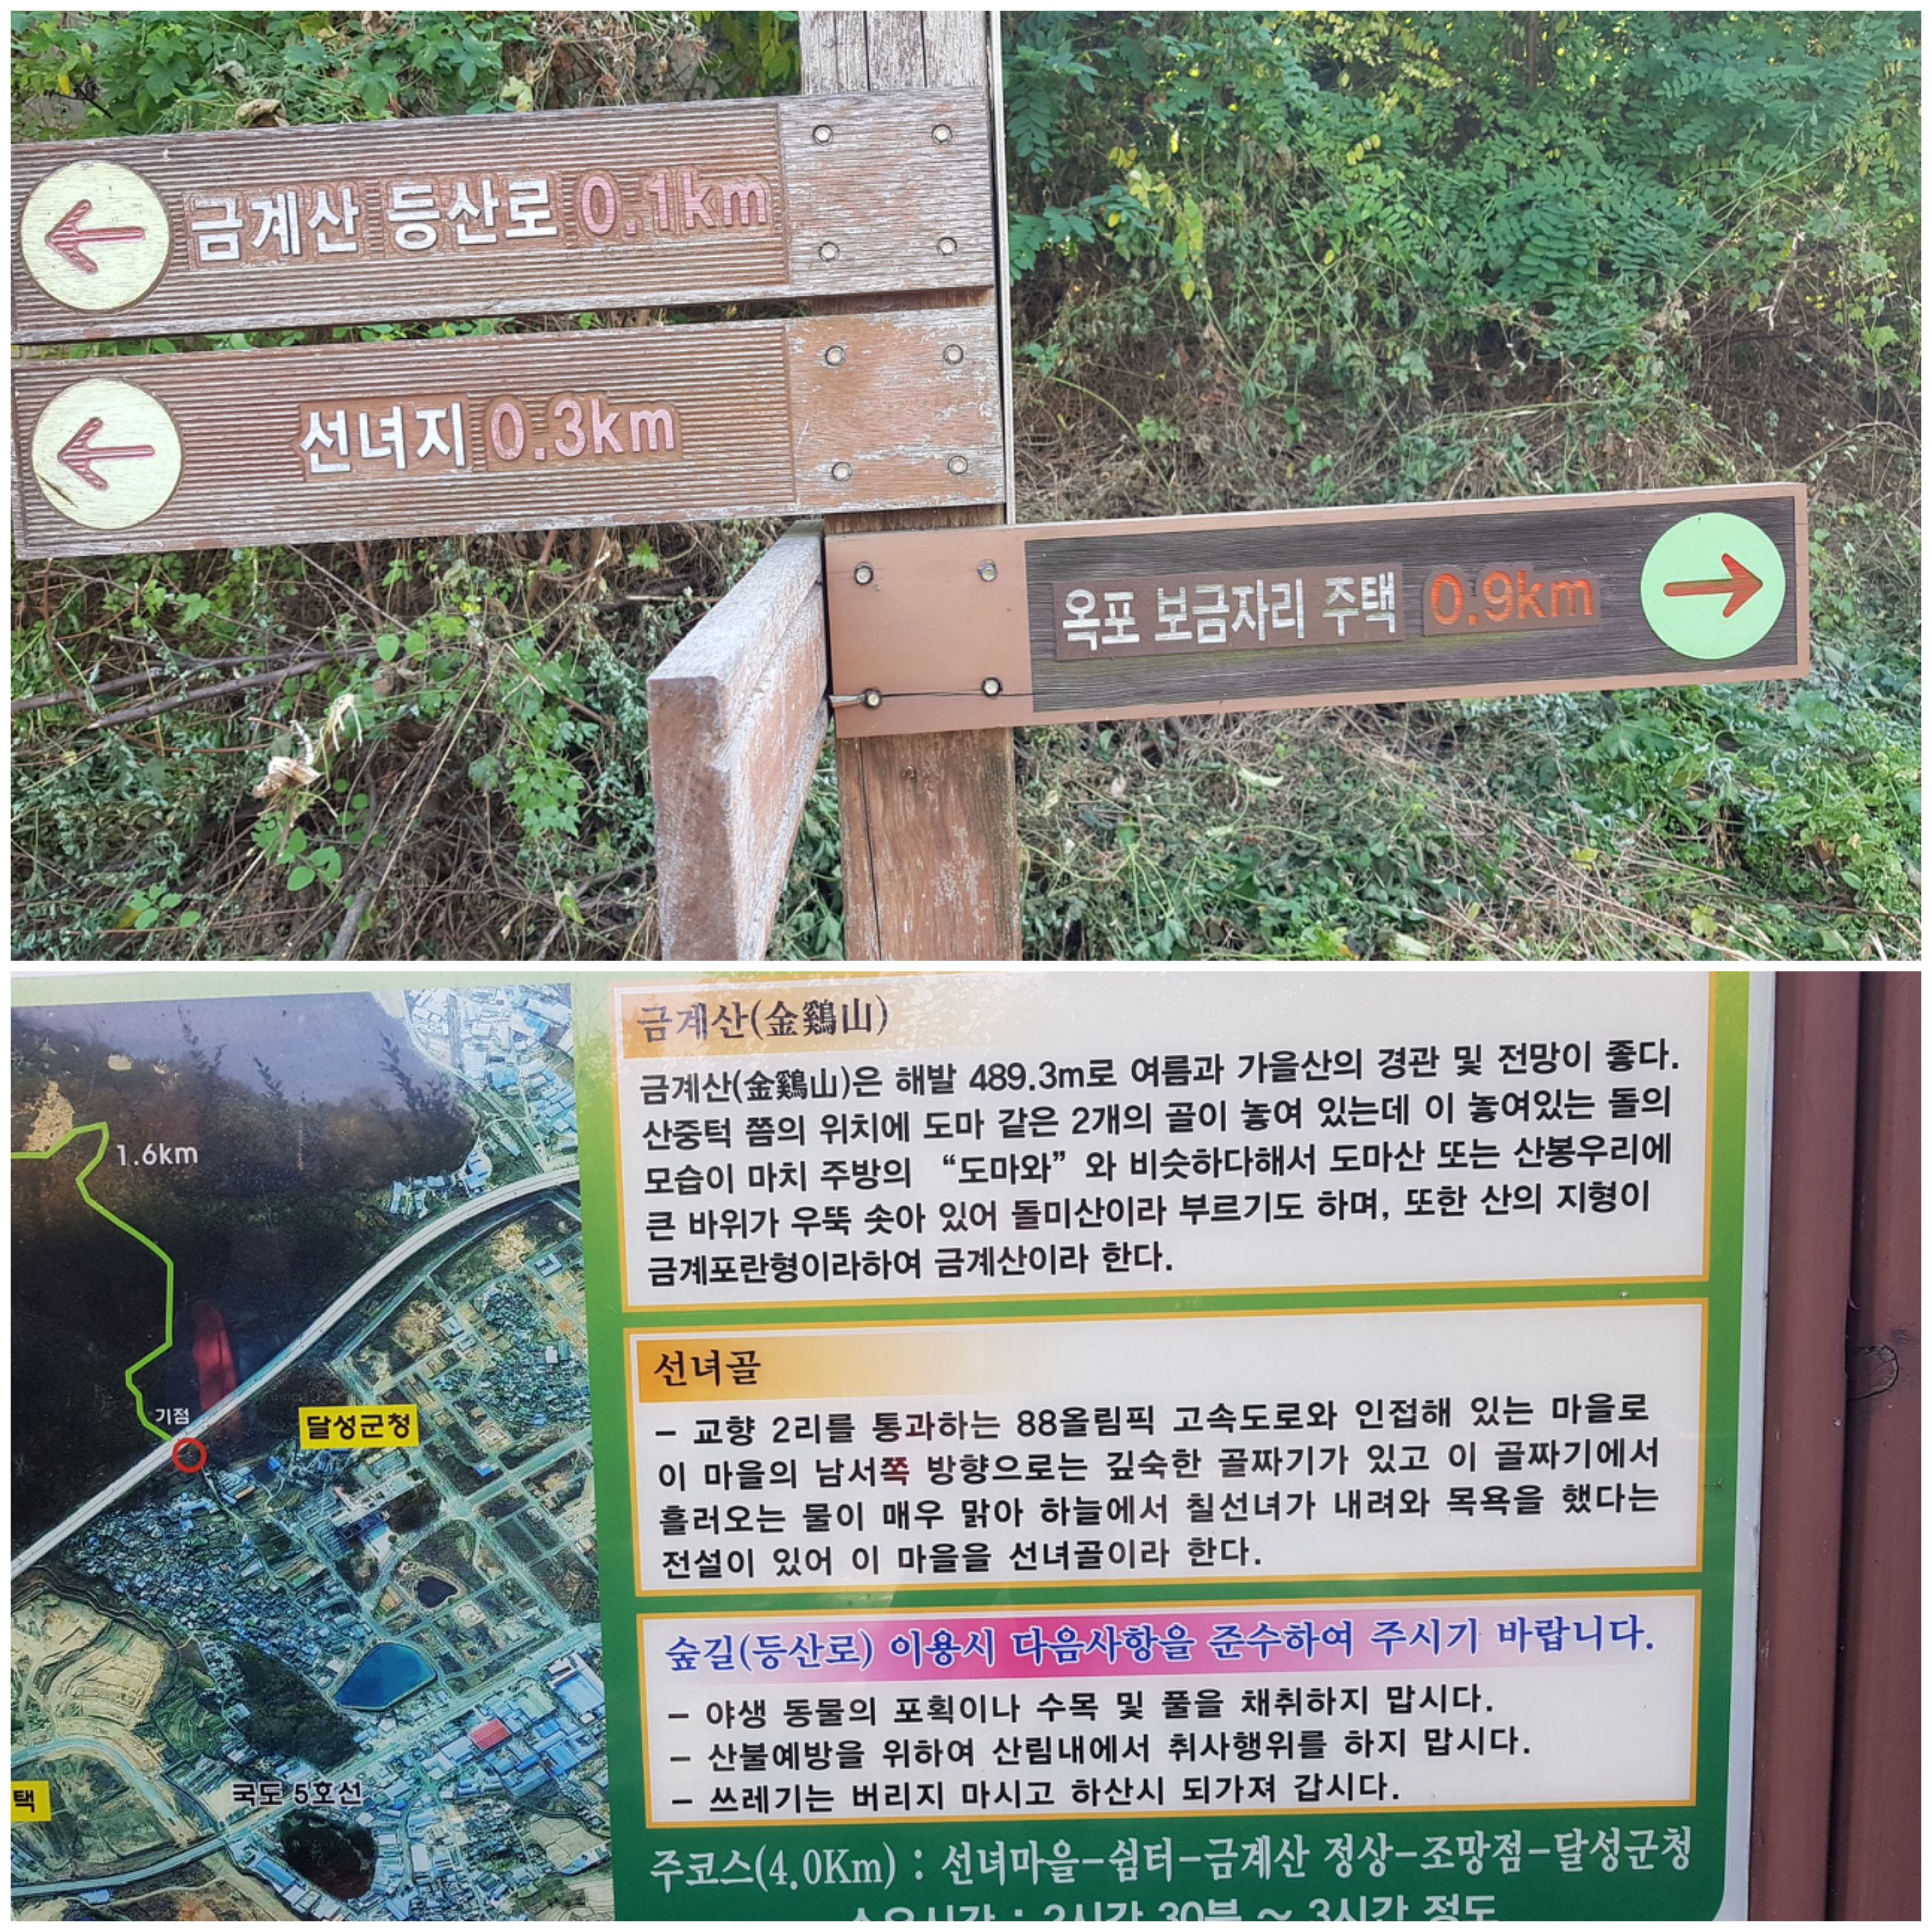 금계산 등산로 0.1km
선녀지 0.3km
옥포 보금자리 주택 0.9km
1.6km
기점
달성군청
택
국도 5호선
금계산(金鷄山)
금계산(金鷄山)은 해발 489.3m로 여름과 가을산의 경관 및 전망이 좋다.
산중턱 쯤의 위치에 도마 같은 2개의 골이 놓여 있는데 이 놓여있는 돌의
모습이 마치 주방의 “도마와” 와 비슷하다해서 도마산 또는 산봉우리에
큰 바위가 우뚝 솟아 있어 돌미산이라 부르기도 하며, 또한 산의 지형이
금계포란형이라하여 금계산이라 한다.
선녀골
- 교향 2리를 통과하는 88올림픽 고속도로와 인접해 있는 마을로
이 마을의 남서쪽 방향으로는 깊숙한 골짜기가 있고 이 골짜기에서
흘러오는 물이 매우 맑아 하늘에서 칠선녀가 내려와 목욕을 했다는
전설이 있어 이 마을을 선녀골이라 한다.
숲길(등산로) 이용시 다음사항을 준수하여 주시기 바랍니다.
- 야생 동물의 포획이나 수목 및 풀을 채취하지 맙시다.
- 산불예방을 위하여 산림내에서 취사행위를 하지 맙시다.
- 쓰레기는 버리지 마시고 하산시 되가져 갑시다.
주코스(4.0Km) : 선녀마을-쉼터-금계산 정상-조망점-달성군청
소요시간 : 2시간 30분 ~ 3시간 정도